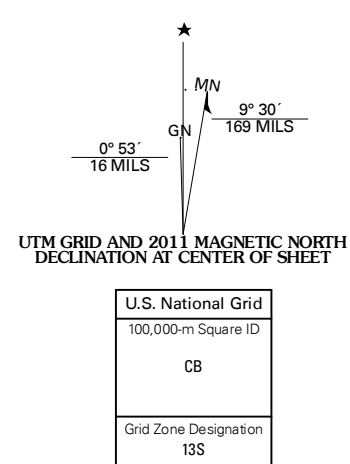 ★
MN
9° 30´
169 MILS
GN
0° 53´
16 MILS
UTM GRID AND 2011 MAGNETIC NORTH
DECLINATION AT CENTER OF SHEET
U.S. National Grid
100,000-m Square ID
CB
Grid Zone Designation
13S